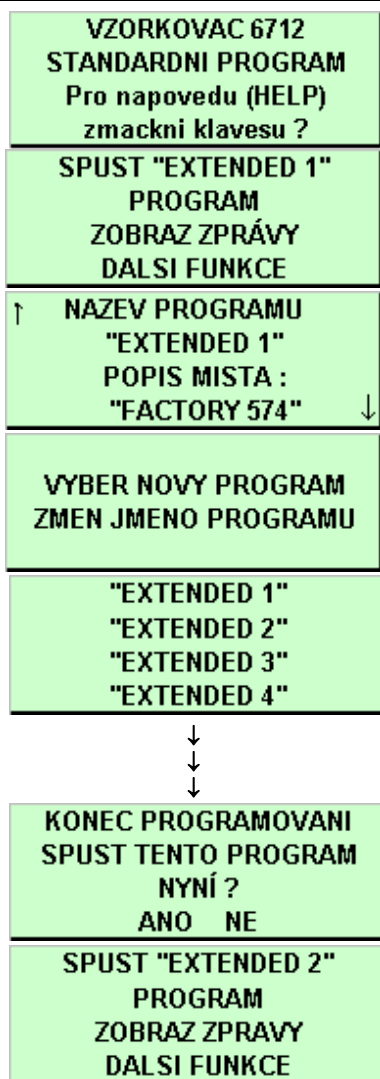 VZORKOVAC 6712
STANDARDNI PROGRAM
Pro napovedu (HELP)
zmackni klavesu ?
SPUST "EXTENDED 1"
PROGRAM
ZOBRAZ ZPRÁVY
DALSI FUNKCE
↑ NAZEV PROGRAMU
"EXTENDED 1"
POPIS MISTA :
"FACTORY 574" ↓
VYBER NOVY PROGRAM
ZMEN JMENO PROGRAMU
"EXTENDED 1"
"EXTENDED 2"
"EXTENDED 3"
"EXTENDED 4"
↓
↓
↓
KONEC PROGRAMOVANI
SPUST TENTO PROGRAM
NYNÍ ?
ANO NE
SPUST "EXTENDED 2"
PROGRAM
ZOBRAZ ZPRAVY
DALSI FUNKCE